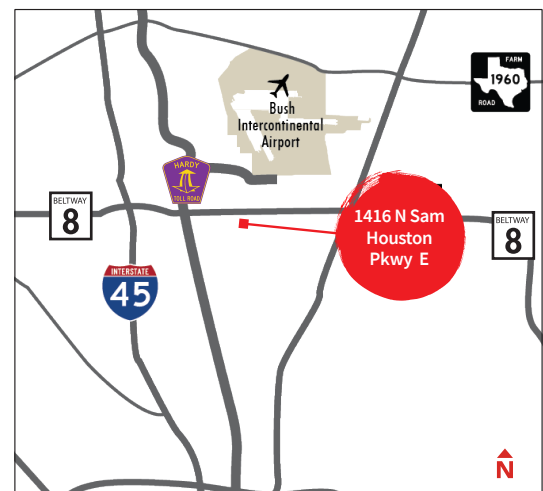 FARM
1960
ROAD
Bush
Intercontinental
Airport
HARDY
TOLL ROAD
BELTWAY
8
1416 N Sam
Houston
Pkwy E
BELTWAY
8
INTERSTATE
45
N